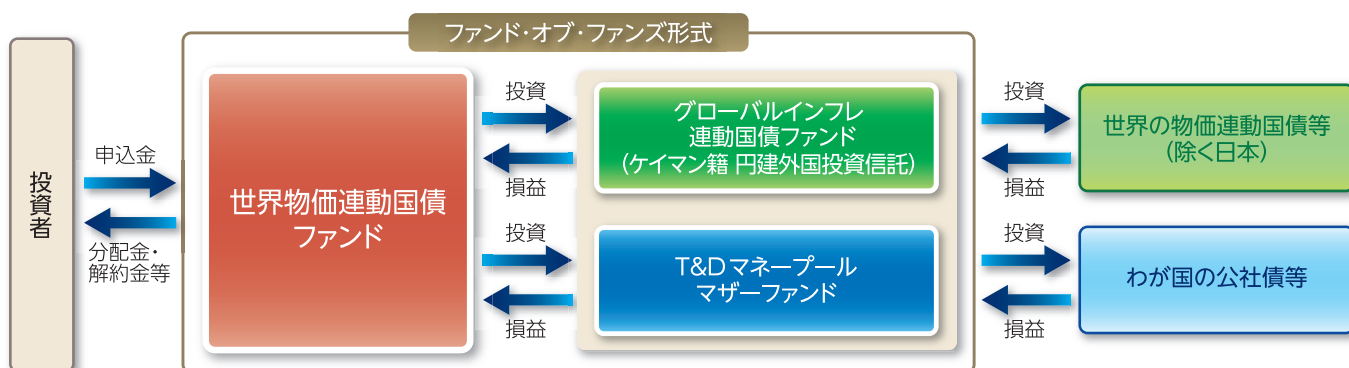 ファンド・オブ・ファンズ形式
投資者
申込金
分配金・
解約金等
世界物価連動国債
ファンド
投資
損益
投資
損益
グローバルインフレ
連動国債ファンド
(ケイマン籍 円建外国投資信託)
T&Dマネープール
マザーファンド
投資
損益
投資
損益
世界の物価連動国債等
(除く日本)
わが国の公社債等